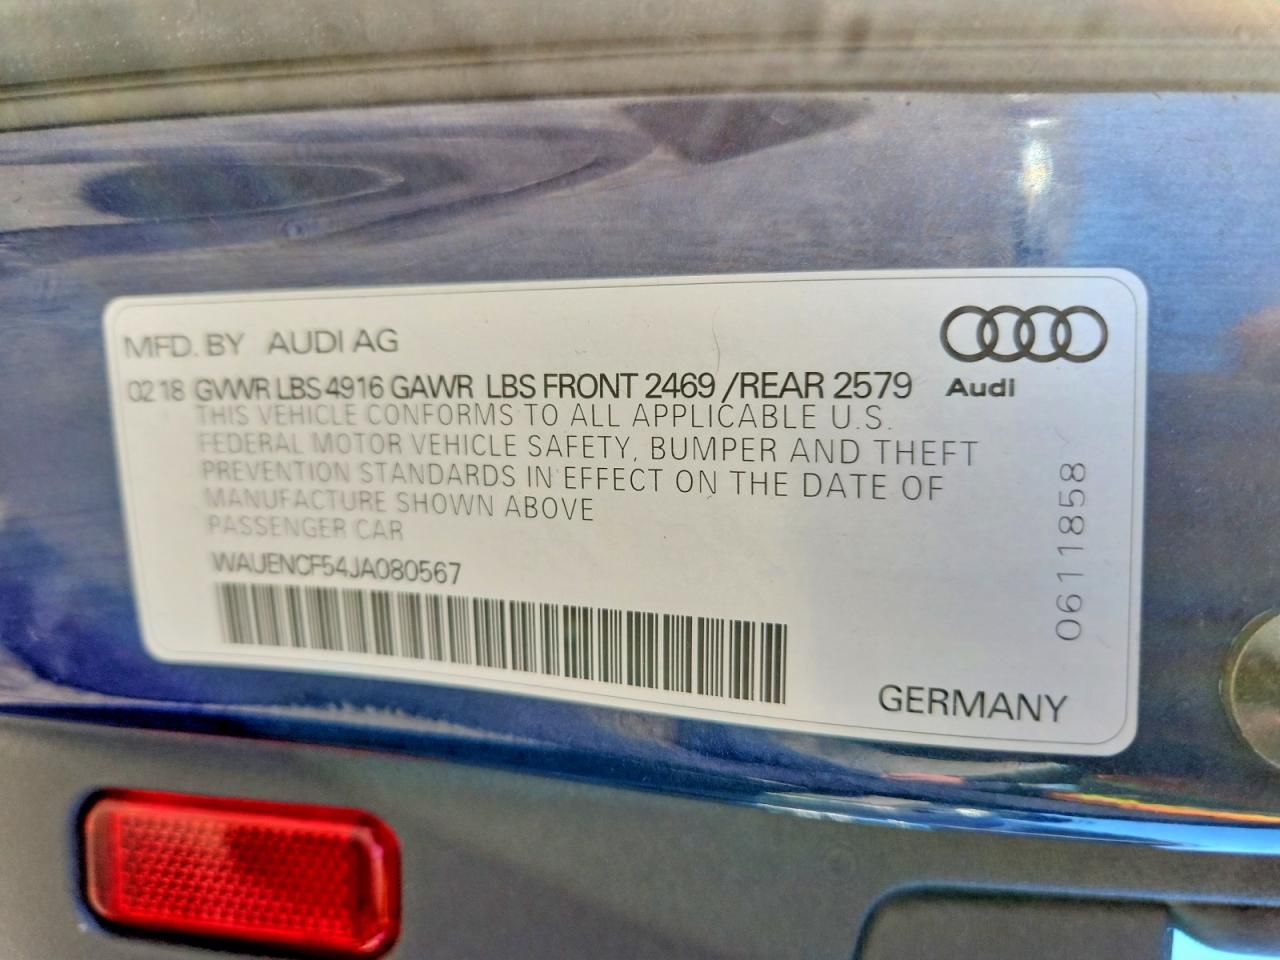 MFD. BY AUDI AG
02 18 GVWR LBS 4916 GAWR LBS FRONT 2469 /REAR 2579
Audi
THIS VEHICLE CONFORMS TO ALL APPLICABLE U.S.
FEDERAL MOTOR VEHICLE SAFETY, BUMPER AND THEFT
PREVENTION STANDARDS IN EFFECT ON THE DATE OF
MANUFACTURE SHOWN ABOVE
PASSENGER CAR
WAUENCF54JA080567
0611858
GERMANY